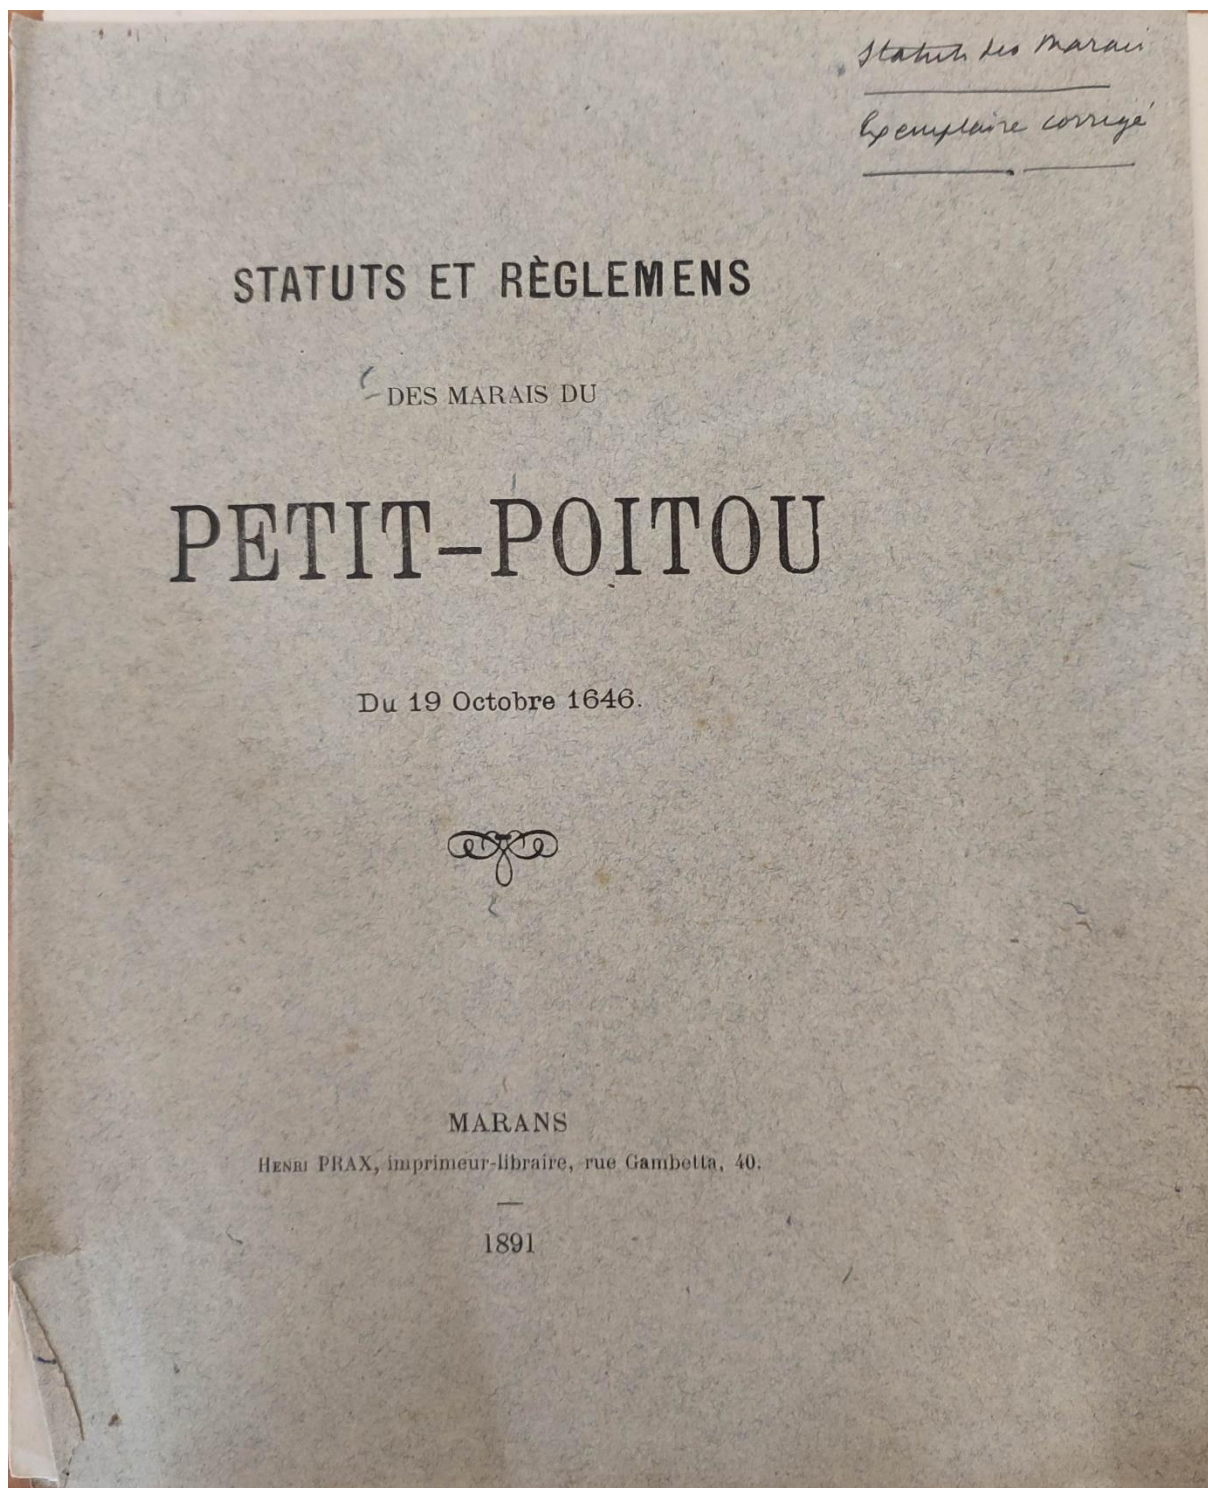 Statuts des Marais
Exemplaire corrigé
STATUTS ET RÈGLEMENS
DES MARAIS DU
PETIT-POITOU
Du 19 Octobre 1646.
MARANS
HENRI PRAX, imprimeur-libraire, rue Gambetta, 40.
1891